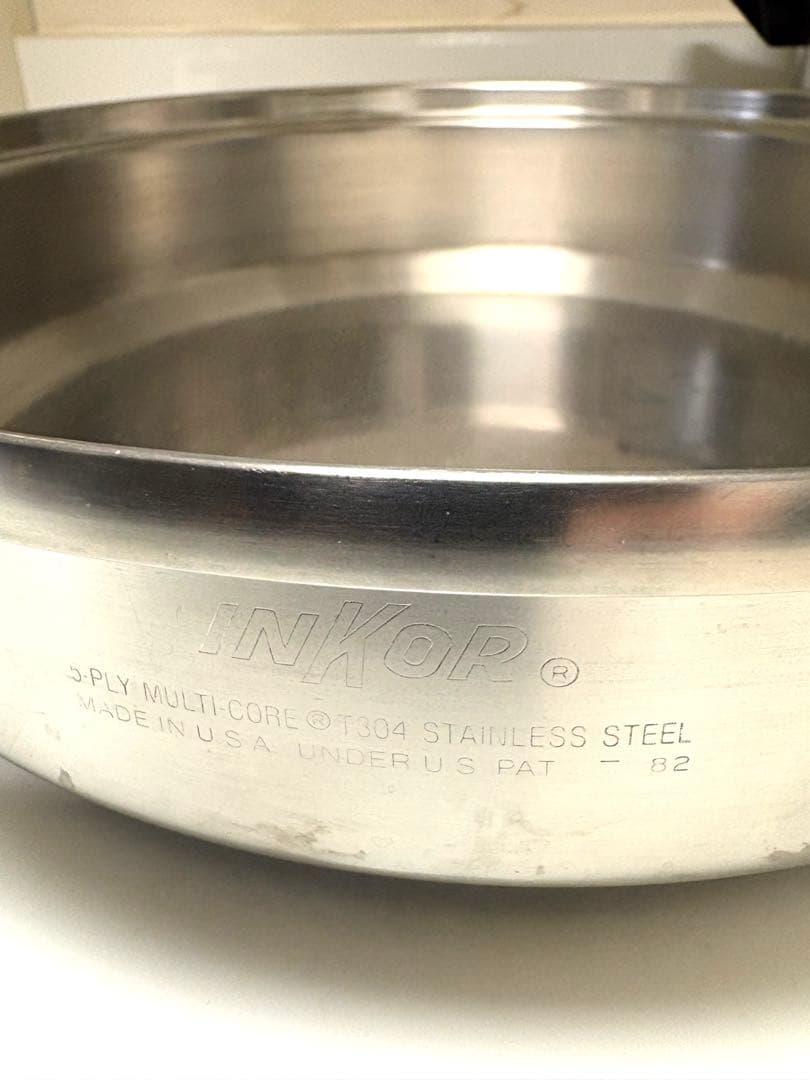 INKOR ®
5-PLY MULTI-CORE ® T304 STAINLESS STEEL
MADE IN U S A UNDER U S PAT - 82